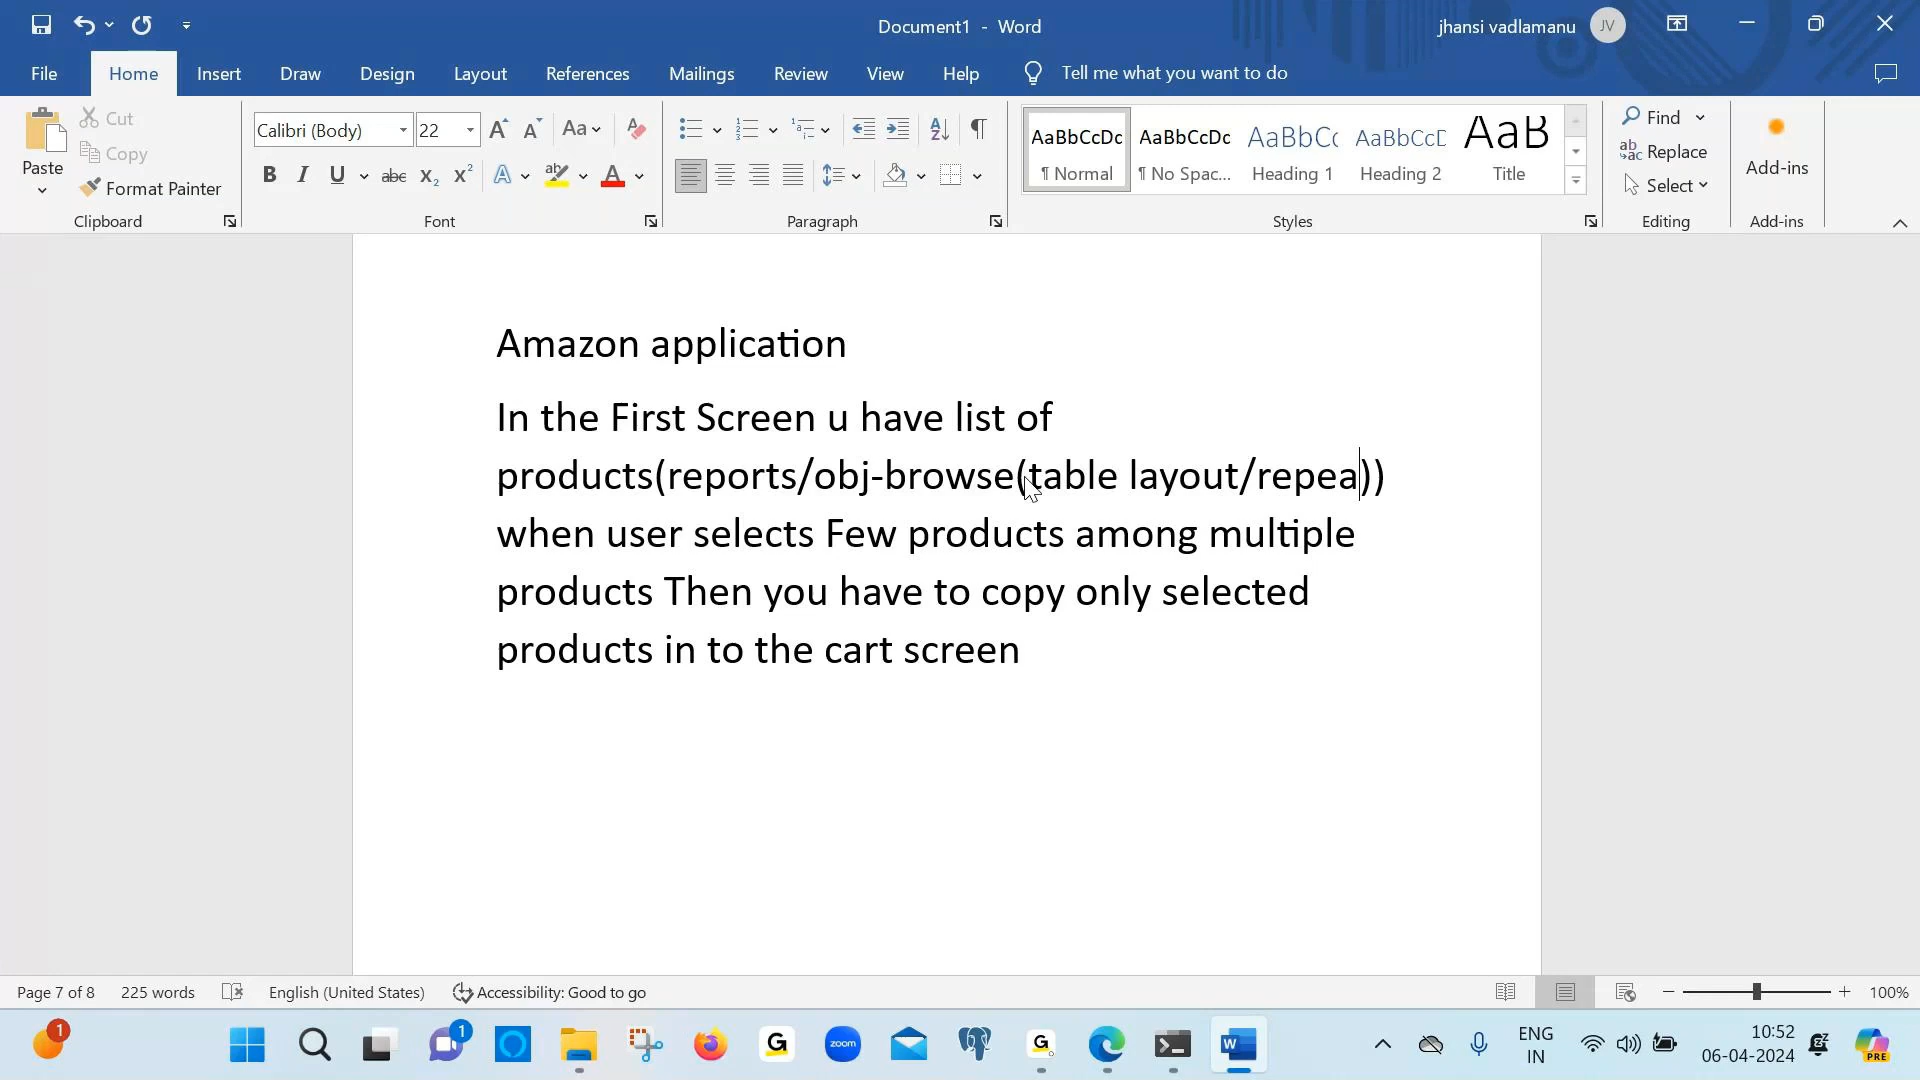 Document1 - Word
jhansi vadlamanu
JV
File
Home
Insert
Draw
Design
Layout
References
Mailings
Review
View
Help
Tell me what you want to do
Paste
Cut
Copy
Format Painter
Clipboard
Calibri (Body)
22
Font
Paragraph
AaBbCcDc
¶ Normal
AaBbCcDc
¶ No Spac...
AaBbCc
Heading 1
AaBbCcE
Heading 2
AaB
Title
Styles
Find
Replace
Select
Editing
Add-ins
Add-ins
Amazon application
In the First Screen u have list of
products(reports/obj-browse(table layout/repea))
when user selects Few products among multiple
products Then you have to copy only selected
products in to the cart screen
Page 7 of 8
225 words
English (United States)
Accessibility: Good to go
100%
1
1
zoom
ENG
IN
10:52
06-04-2024
PRE